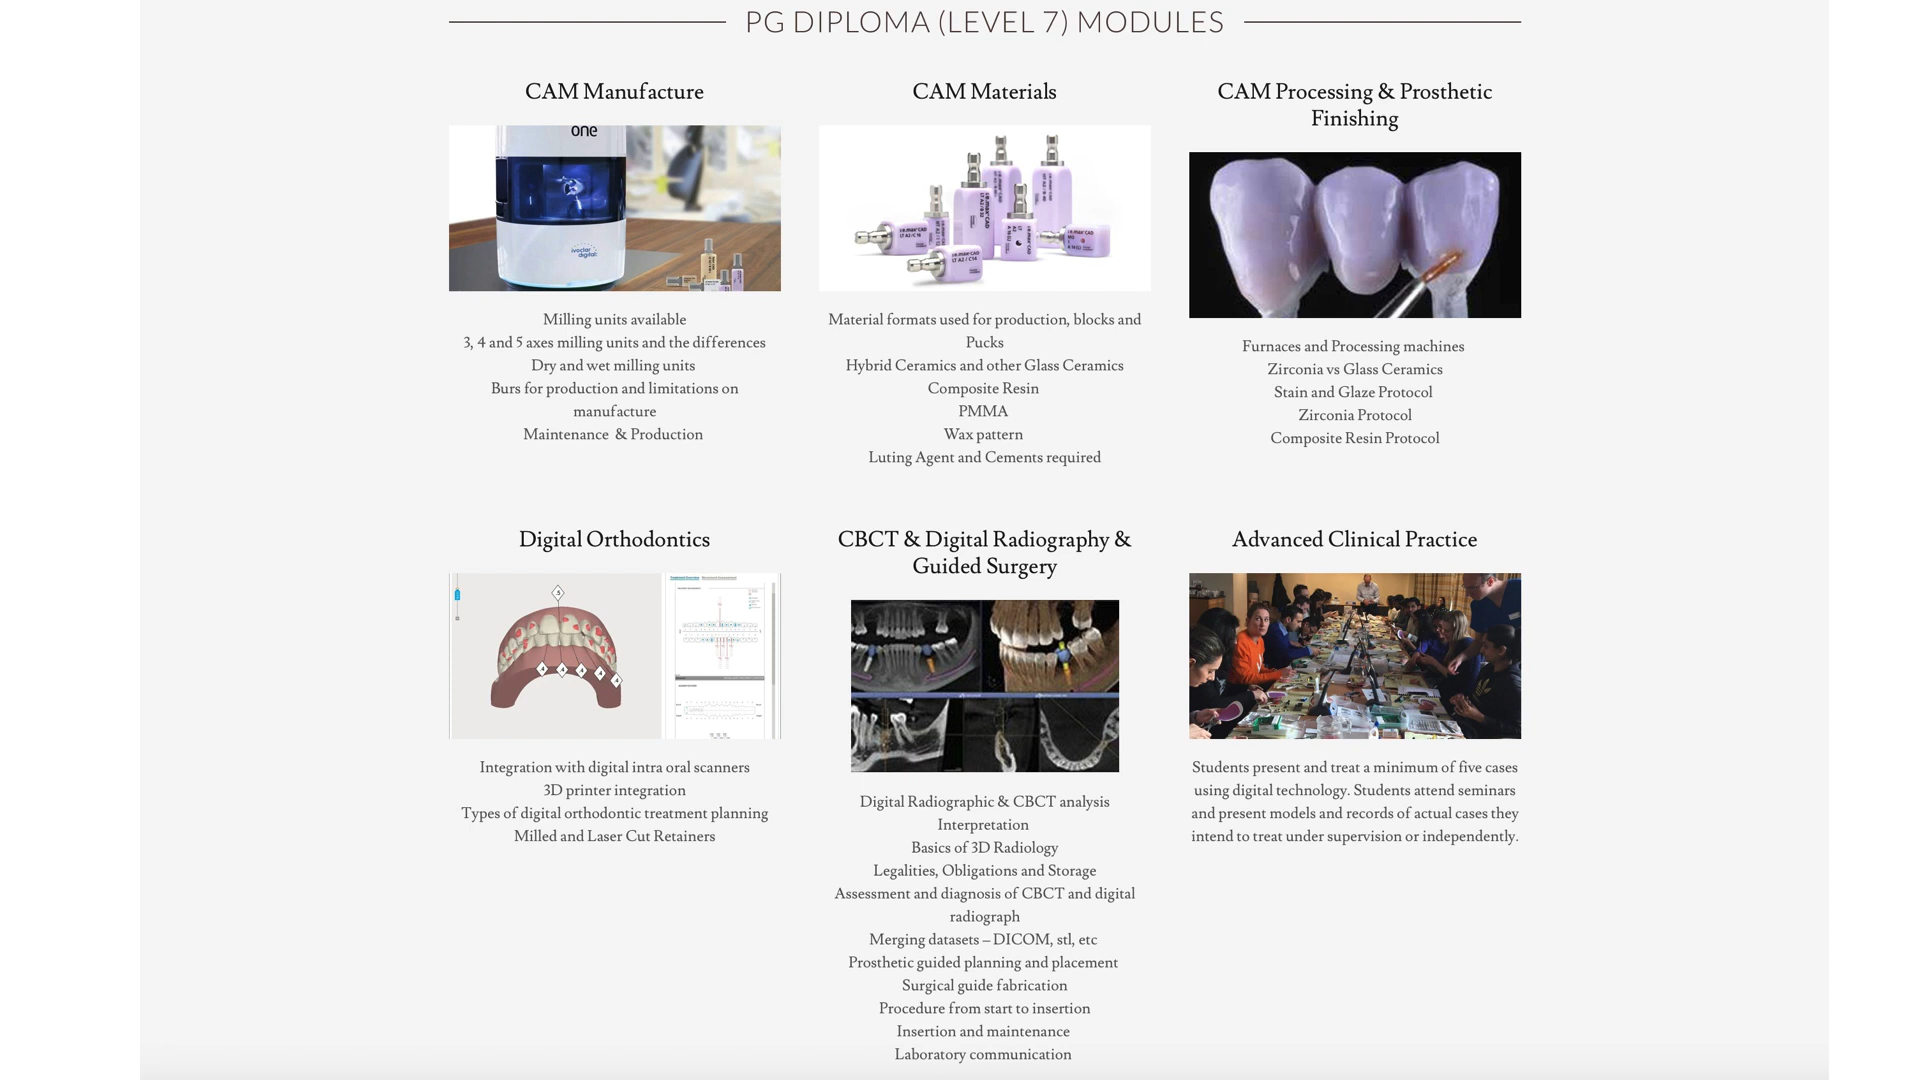 PG DIPLOMA (LEVEL 7) MODULES
CAM Manufacture
one
ivoclar
digital
Milling units available
3, 4 and 5 axes milling units and the differences
Dry and wet milling units
Burs for production and limitations on
manufacture
Maintenance & Production
CAM Materials
Material formats used for production, blocks and
Pucks
Hybrid Ceramics and other Glass Ceramics
Composite Resin
PMMA
Wax pattern
Luting Agent and Cements required
CAM Processing & Prosthetic
Finishing
Furnaces and Processing machines
Zirconia vs Glass Ceramics
Stain and Glaze Protocol
Zirconia Protocol
Composite Resin Protocol
Digital Orthodontics
Integration with digital intra oral scanners
3D printer integration
Types of digital orthodontic treatment planning
Milled and Laser Cut Retainers
CBCT & Digital Radiography &
Guided Surgery
Digital Radiographic & CBCT analysis
Interpretation
Basics of 3D Radiology
Legalities, Obligations and Storage
Assessment and diagnosis of CBCT and digital
radiograph
Merging datasets – DICOM, stl, etc
Prosthetic guided planning and placement
Surgical guide fabrication
Procedure from start to insertion
Insertion and maintenance
Laboratory communication
Advanced Clinical Practice
Students present and treat a minimum of five cases
using digital technology. Students attend seminars
and present models and records of actual cases they
intend to treat under supervision or independently.